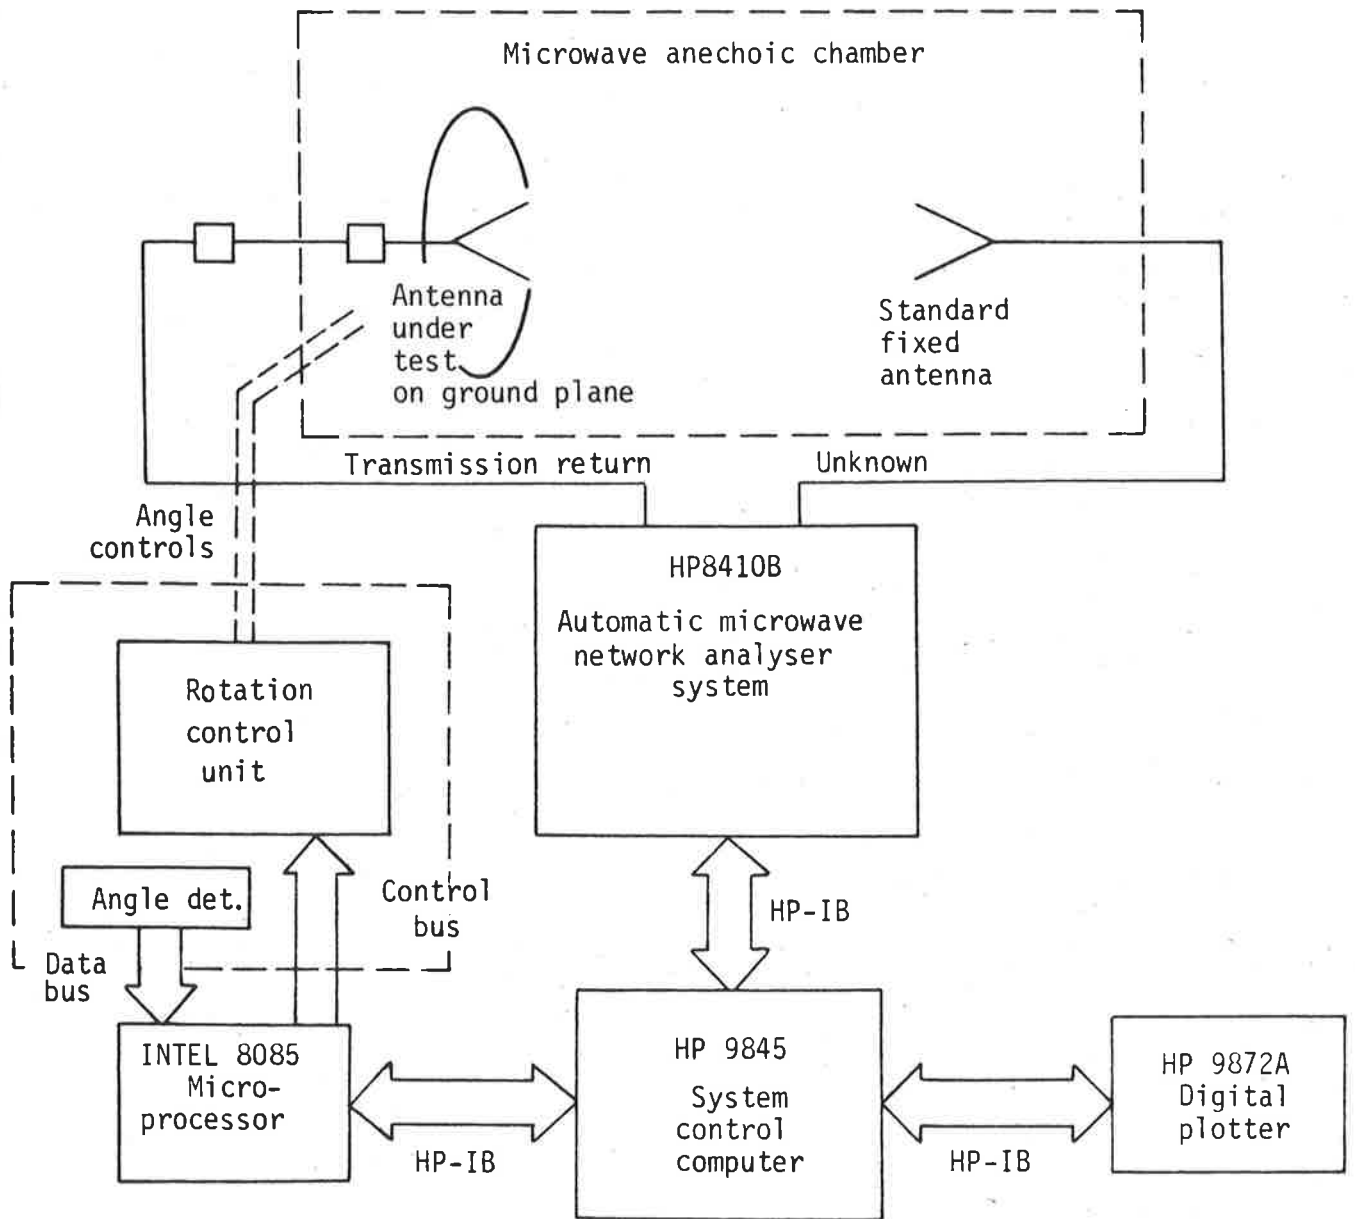 Microwave anechoic chamber
Antenna
under
test
on ground plane
Standard
fixed
antenna
Transmission return
Unknown
Angle
controls
HP8410B
Automatic microwave
network analyser
system
Rotation
control
unit
Angle det.
Control
bus
Data
bus
HP-IB
INTEL 8085
Micro-
processor
HP-IB
HP 9845
System
control
computer
HP-IB
HP 9872A
Digital
plotter